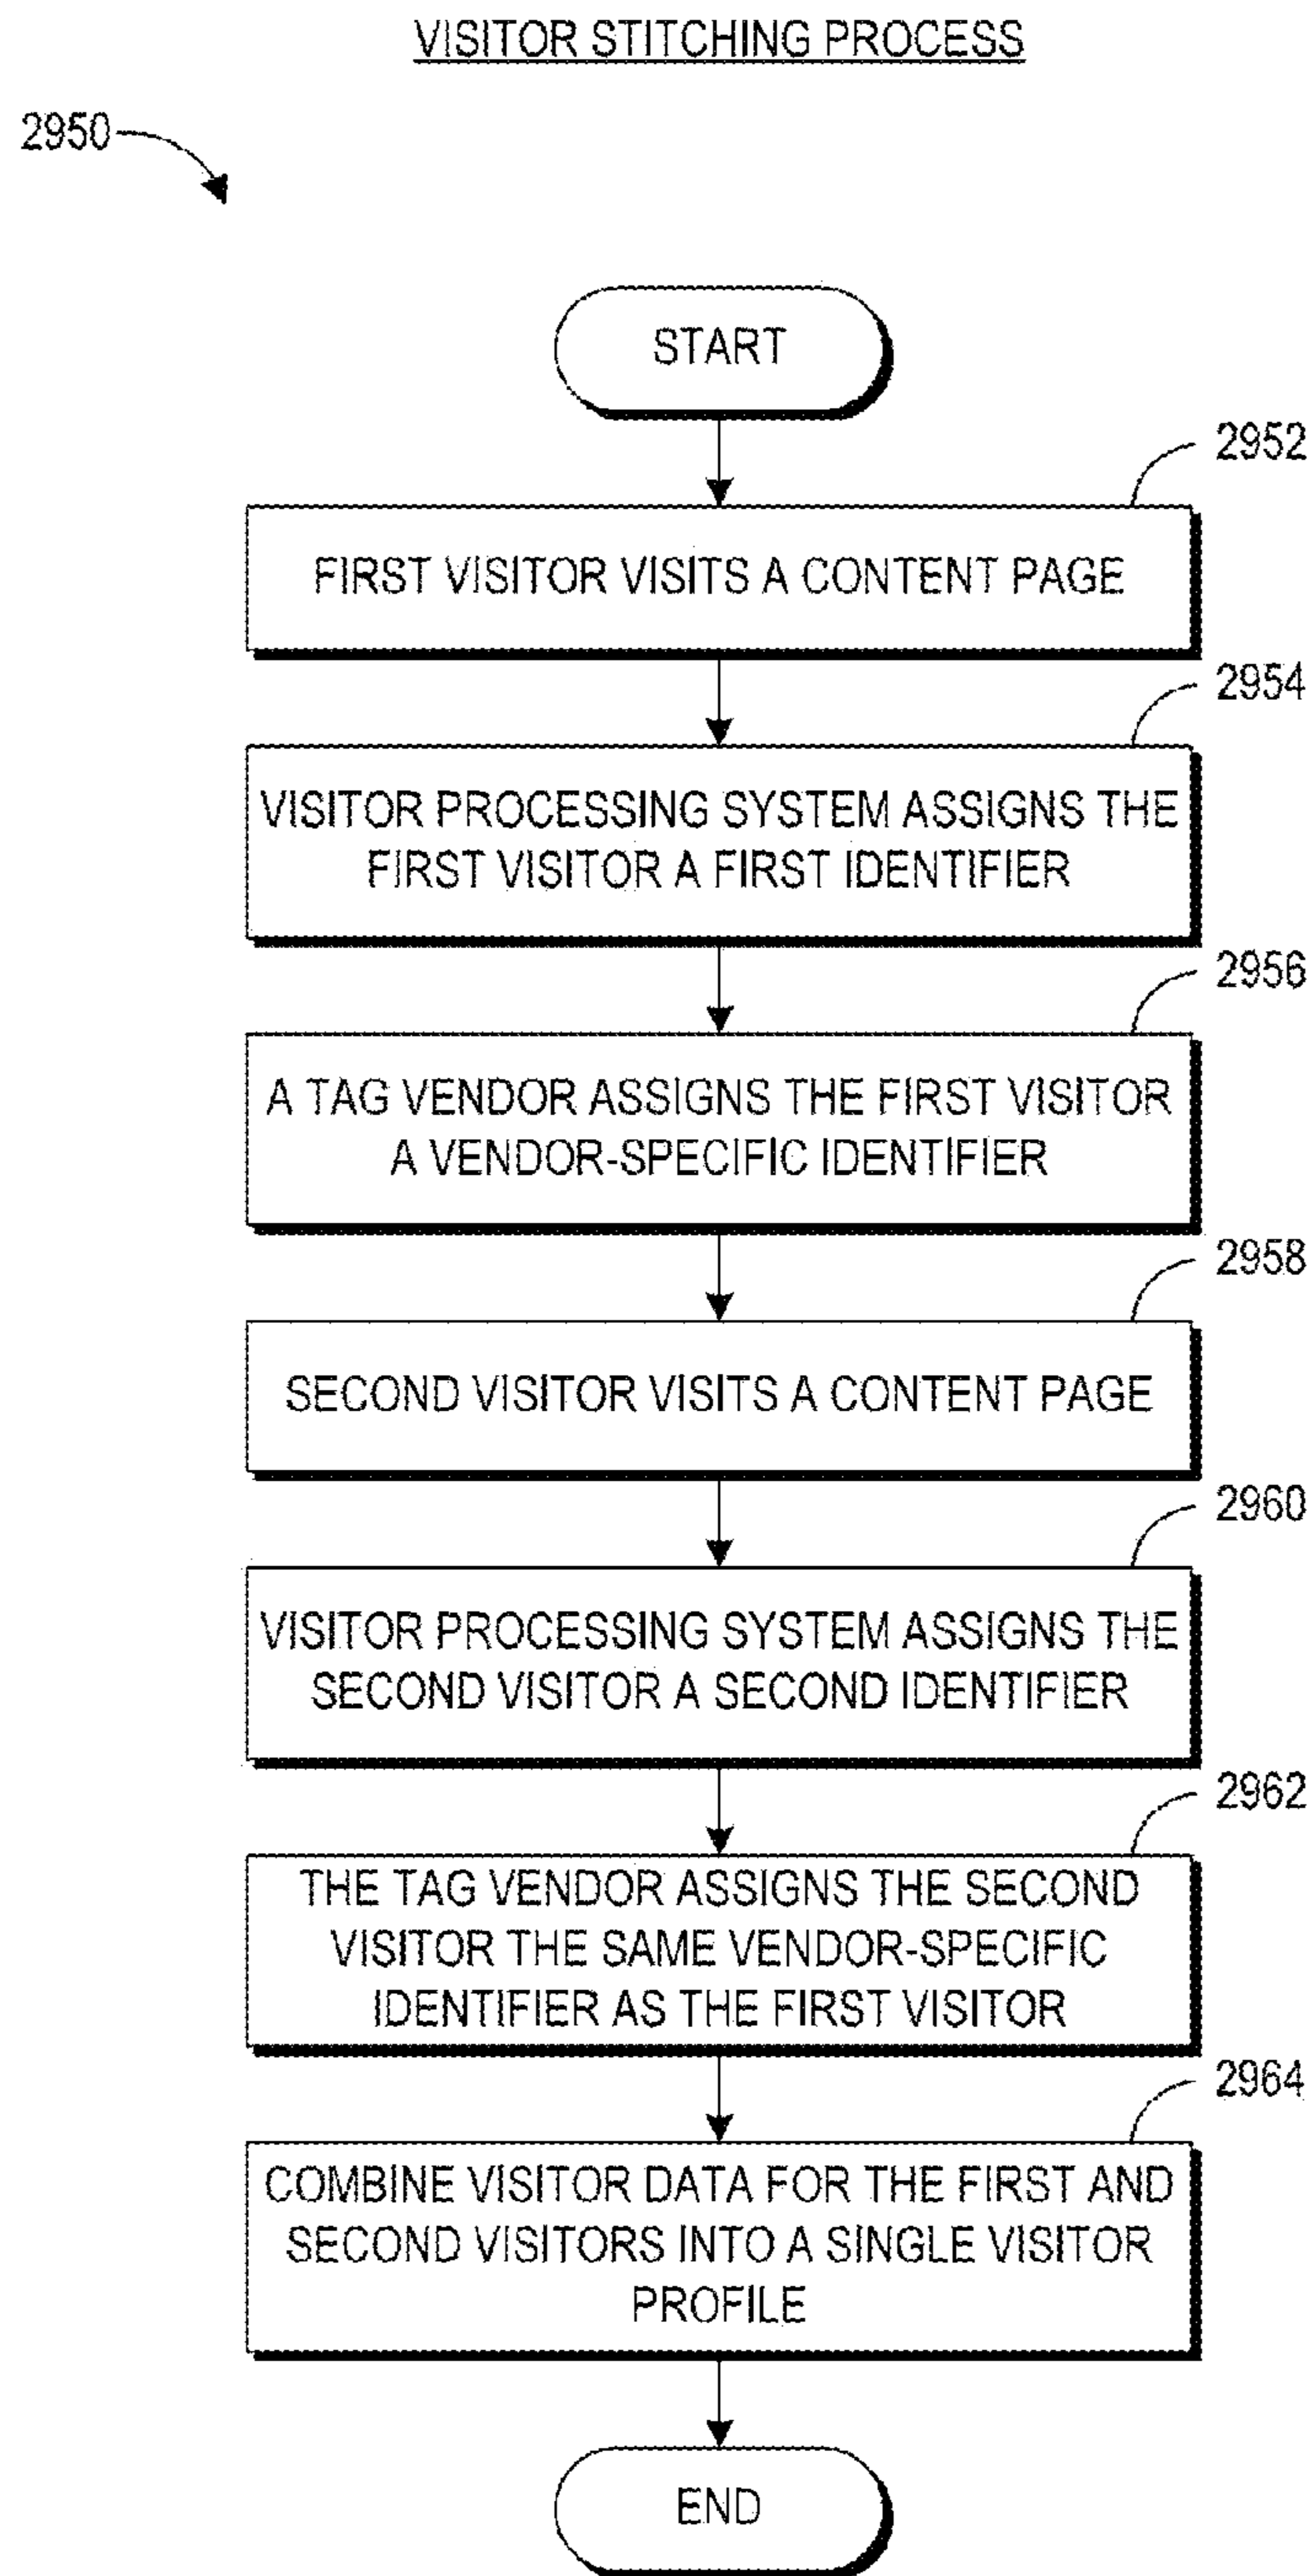 VISITOR STITCHING PROCESS
2950
START
2952
FIRST VISITOR VISITS A CONTENT PAGE
2954
VISITOR PROCESSING SYSTEM ASSIGNS THE
FIRST VISITOR A FIRST IDENTIFIER
2956
A TAG VENDOR ASSIGNS THE FIRST VISITOR
A VENDOR-SPECIFIC IDENTIFIER
2958
SECOND VISITOR VISITS A CONTENT PAGE
2960
VISITOR PROCESSING SYSTEM ASSIGNS THE
SECOND VISITOR A SECOND IDENTIFIER
2962
THE TAG VENDOR ASSIGNS THE SECOND
VISITOR THE SAME VENDOR-SPECIFIC
IDENTIFIER AS THE FIRST VISITOR
2964
COMBINE VISITOR DATA FOR THE FIRST AND
SECOND VISITORS INTO A SINGLE VISITOR
PROFILE
END